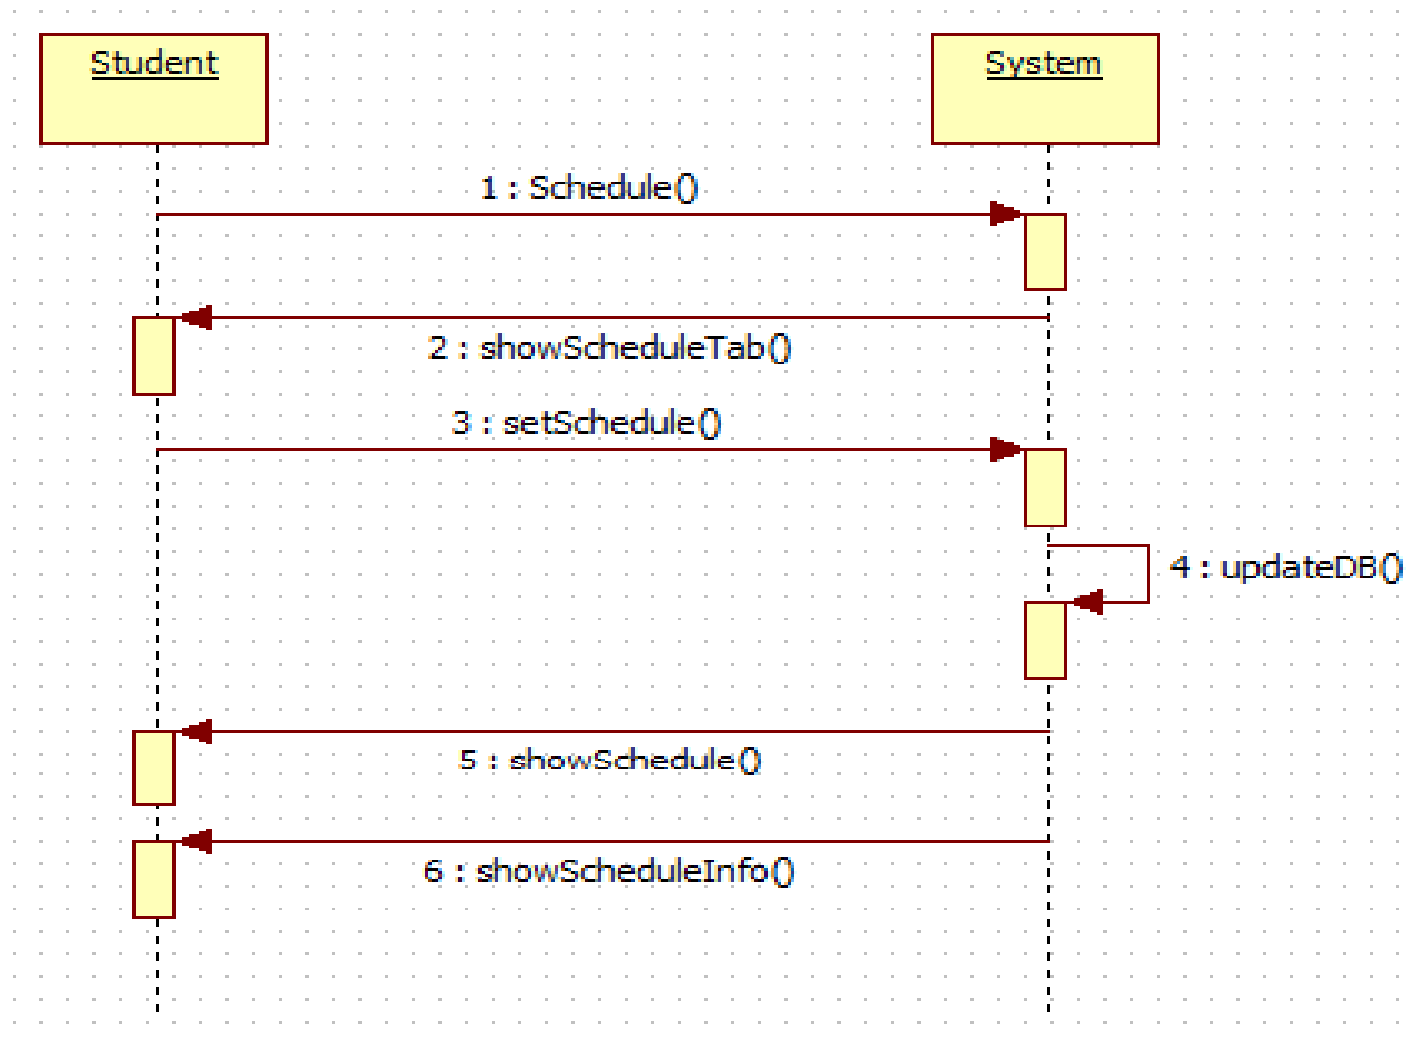 Student
System
1 : Schedule()
2 : showScheduleTab()
3 : setSchedule()
4 : updateDB()
5 : showSchedule()
6 : showScheduleInfo()